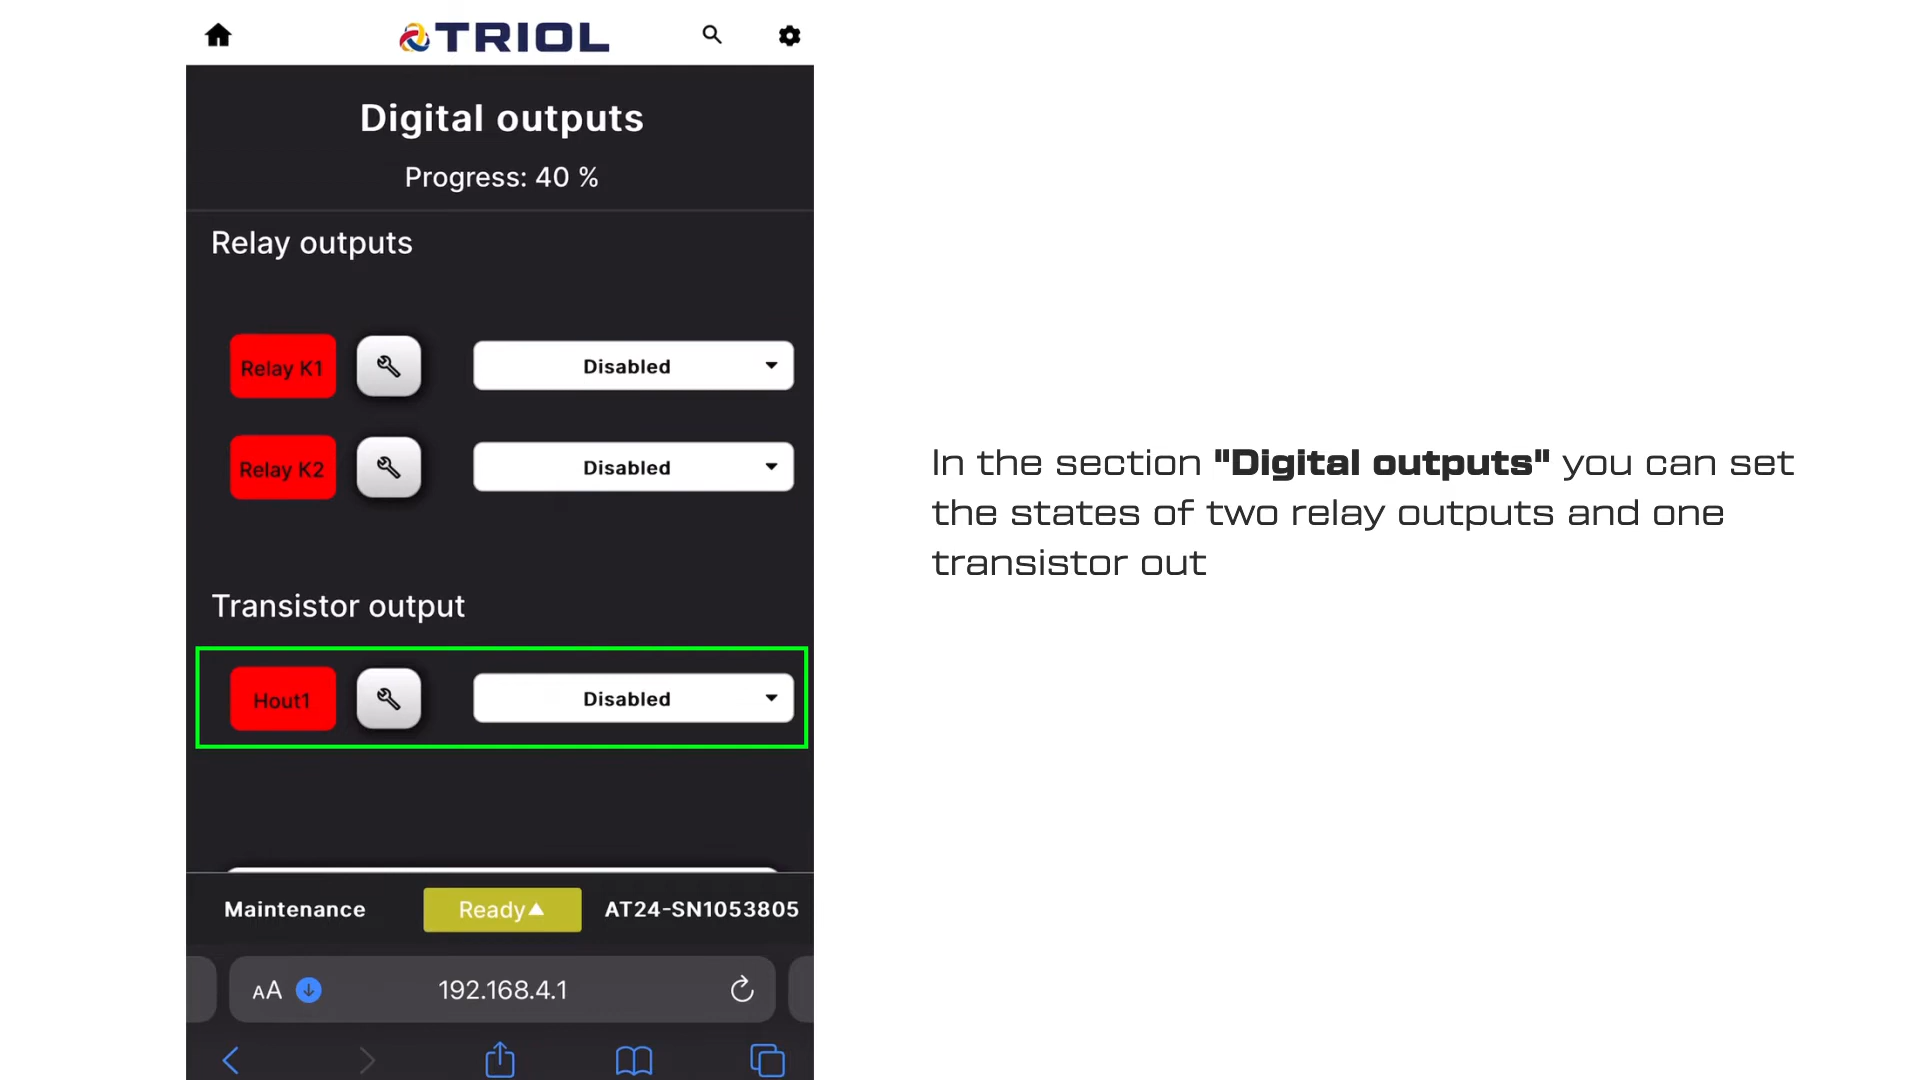 TRIOL
Digital outputs
Progress: 40 %
Relay outputs
Relay K1
Disabled
Relay K2
Disabled
Transistor output
Hout1
Disabled
Maintenance
Ready▲
AT24-SN1053805
AA
192.168.4.1
In the section "Digital outputs" you can set
the states of two relay outputs and one
transistor out